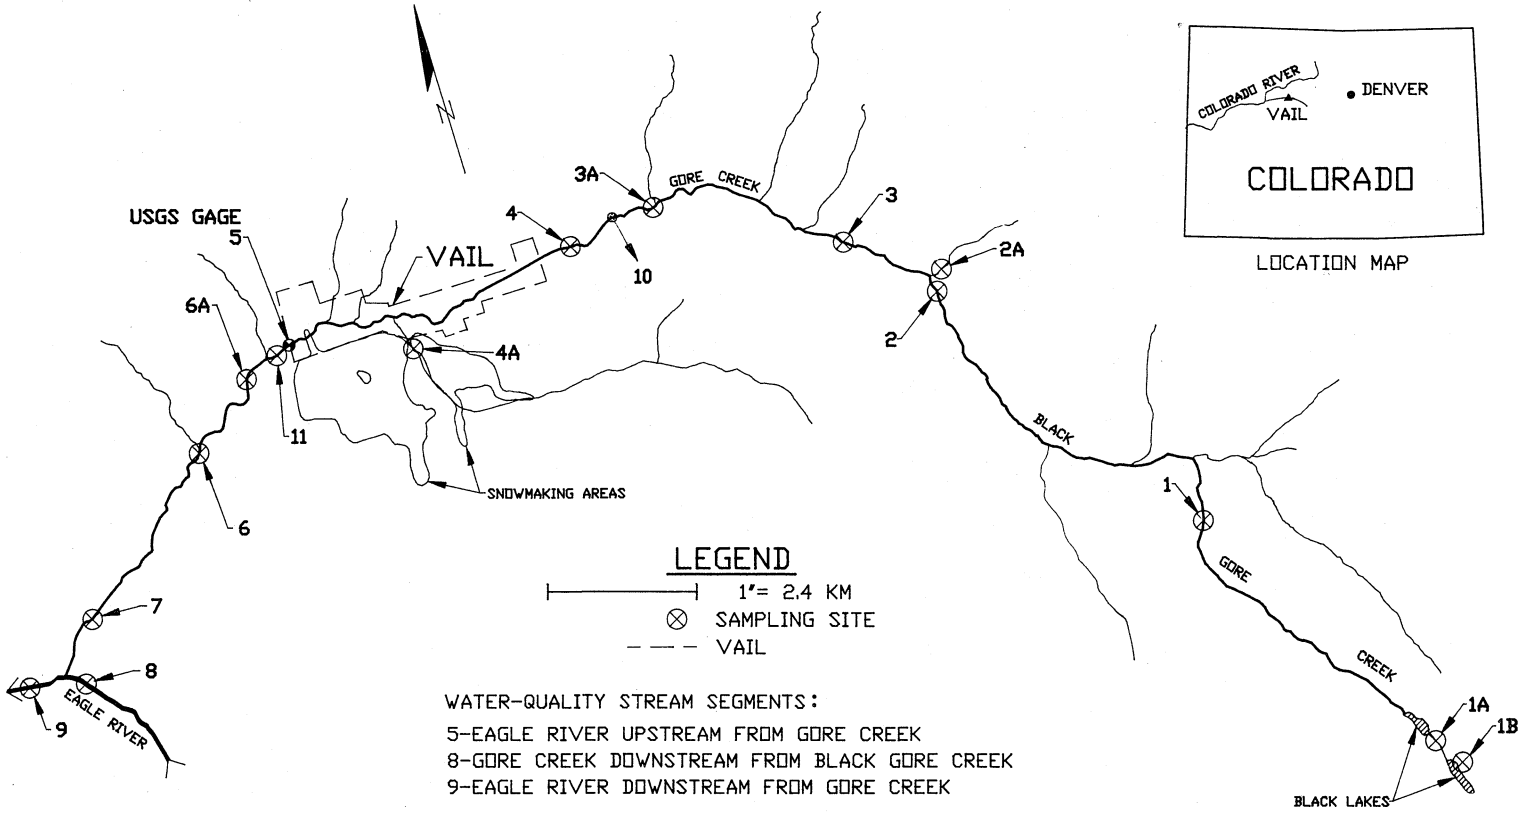 N
COLORADO RIVER
DENVER
VAIL
COLORADO
LOCATION MAP
USGS GAGE
5
VAIL
4
3A
GORE CREEK
10
3
2A
2
6A
11
4A
SNOWMAKING AREAS
6
7
8
9
EAGLE RIVER
BLACK
1
GORE
CREEK
1A
1B
BLACK LAKES
LEGEND
1"= 2.4 KM
SAMPLING SITE
VAIL
WATER-QUALITY STREAM SEGMENTS:
5-EAGLE RIVER UPSTREAM FROM GORE CREEK
8-GORE CREEK DOWNSTREAM FROM BLACK GORE CREEK
9-EAGLE RIVER DOWNSTREAM FROM GORE CREEK